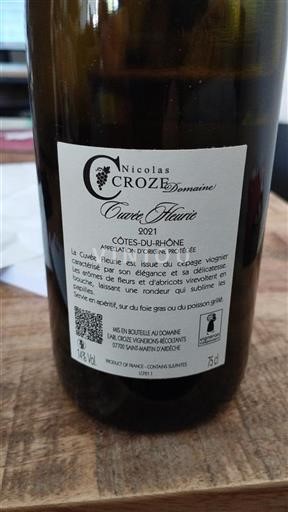 Nicolas
CROZE Domaine
Cuvée Fleurie
2021
CÔTES-DU-RHÔNE
APPELLATION D'ORIGINE PROTÉGÉE
La Cuvée Fleurie est issue du cépage viognier
caractérisé par son élégance et sa délicatesse.
Les arômes de fleurs et d'abricots virevoltent en
bouche, laissant une rondeur qui sublime les
papilles.
Servie en apéritif, sur du foie gras ou du poisson grillé.
MIS EN BOUTEILLE AU DOMAINE
EARL CROZE VIGNERONS-RÉCOLTANTS
07700 SAINT-MARTIN D'ARDÈCHE
14% Vol.
75 cl
PRODUCT OF FRANCE - CONTAINS SULPHITES